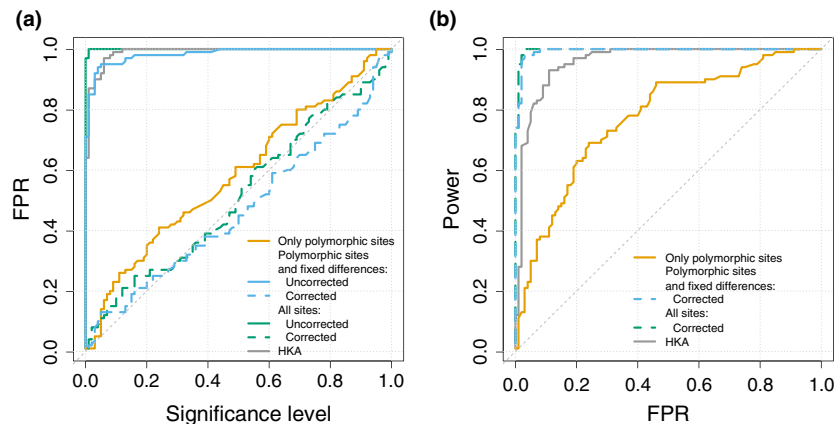 (a)
FPR
1.0
0.8
0.6
0.4
0.2
0.0
Only polymorphic sites
Polymorphic sites
and fixed differences:
Uncorrected
Corrected
All sites:
Uncorrected
Corrected
HKA
0.0 0.2 0.4 0.6 0.8 1.0
Significance level
(b)
Power
1.0
0.8
0.6
0.4
0.2
0.0
Only polymorphic sites
Polymorphic sites
and fixed differences:
Corrected
All sites:
Corrected
HKA
0.0 0.2 0.4 0.6 0.8 1.0
FPR